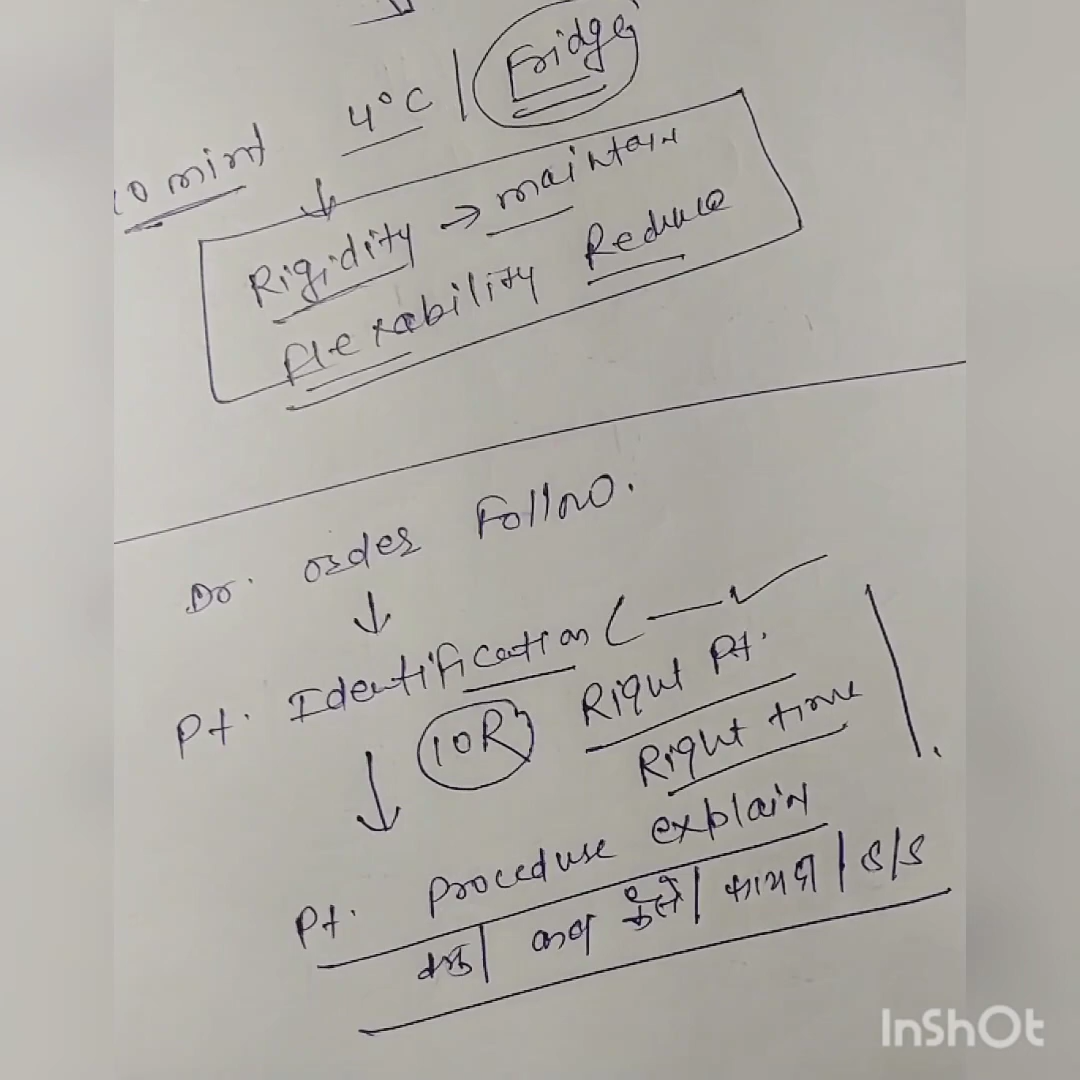 4°C | Fridge
10 mint
Rigidity → maintain
flexability Reduce
Dr. order Follow.
↓
Pt. Identification ( — ✓
10R Right Pt.
Right time
↓
Pt. Procedure explain
| कब कैसे | फायदा | S/S
InShOt